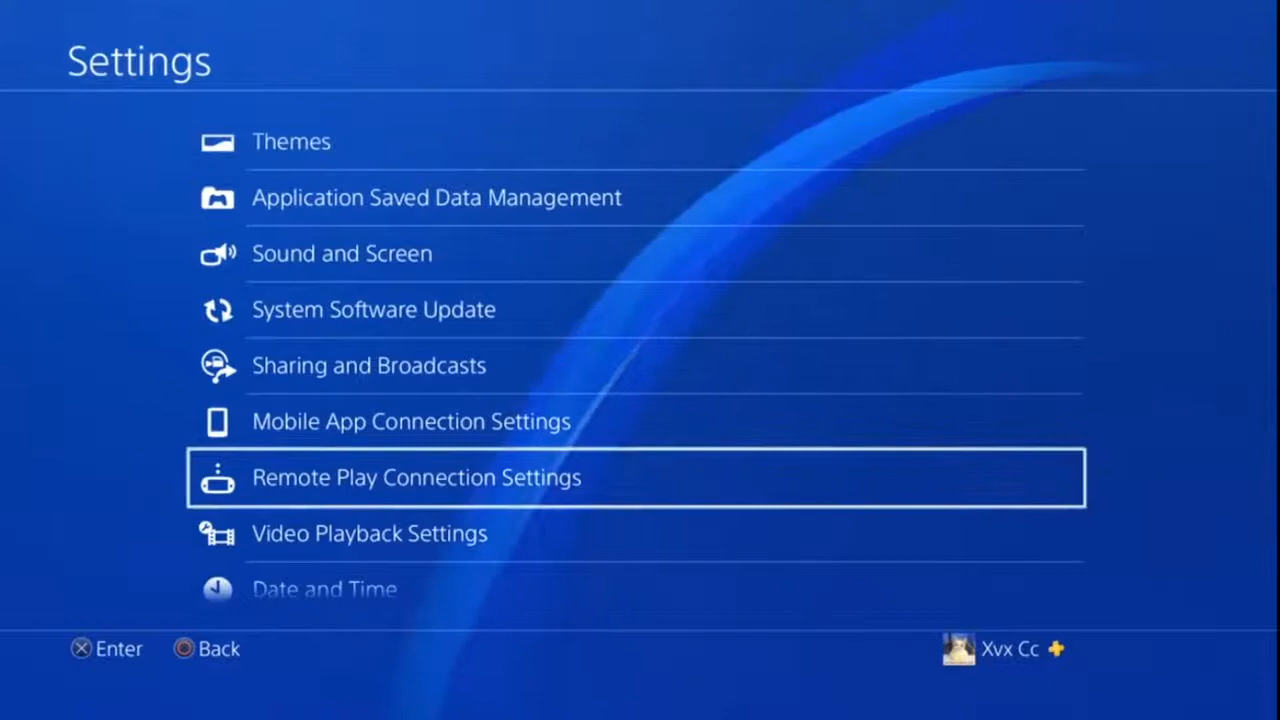 Settings
Themes
Application Saved Data Management
Sound and Screen
System Software Update
Sharing and Broadcasts
Mobile App Connection Settings
Remote Play Connection Settings
Video Playback Settings
Date and Time
Enter Back Xvx Cc